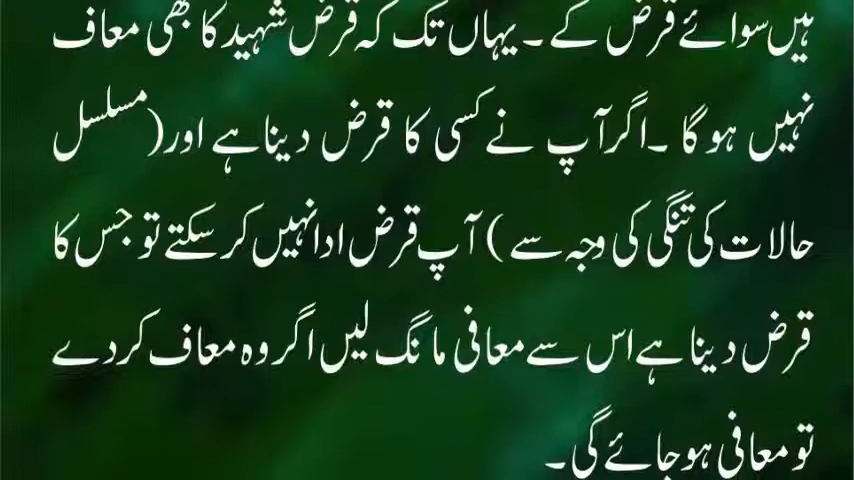 ہیں سوائے قرض کے ۔ یہاں تک کہ قرض شہید کا بھی معاف
نہیں ہوگا ۔ اگر آپ نے کسی کا قرض دینا ہے اور (مسلسل
حالات کی تنگی کی وجہ سے ) آپ قرض ادا نہیں کر سکتے تو جس کا
قرض دینا ہے اس سے معافی مانگ لیں اگر وہ معاف کر دے
تو معافی ہو جائے گی ۔